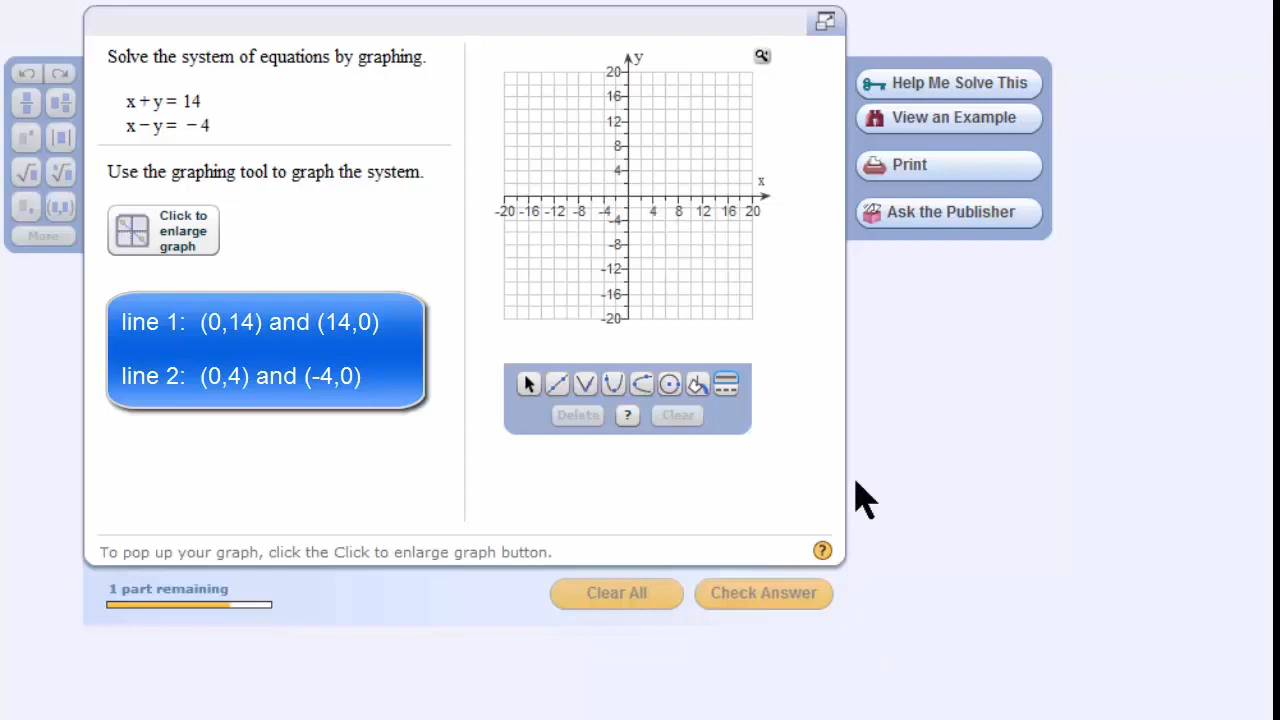 Solve the system of equations by graphing.
x + y = 14
x − y = − 4
Use the graphing tool to graph the system.
Click to
enlarge
graph
line 1: (0,14) and (14,0)
line 2: (0,4) and (-4,0)
y
20
16
12
8
4
x
-20 -16 -12 -8 -4 4 8 12 16 20
-4
-8
-12
-16
-20
Delete ? Clear
To pop up your graph, click the Click to enlarge graph button. ?
1 part remaining
Clear All Check Answer
More
Help Me Solve This
View an Example
Print
Ask the Publisher